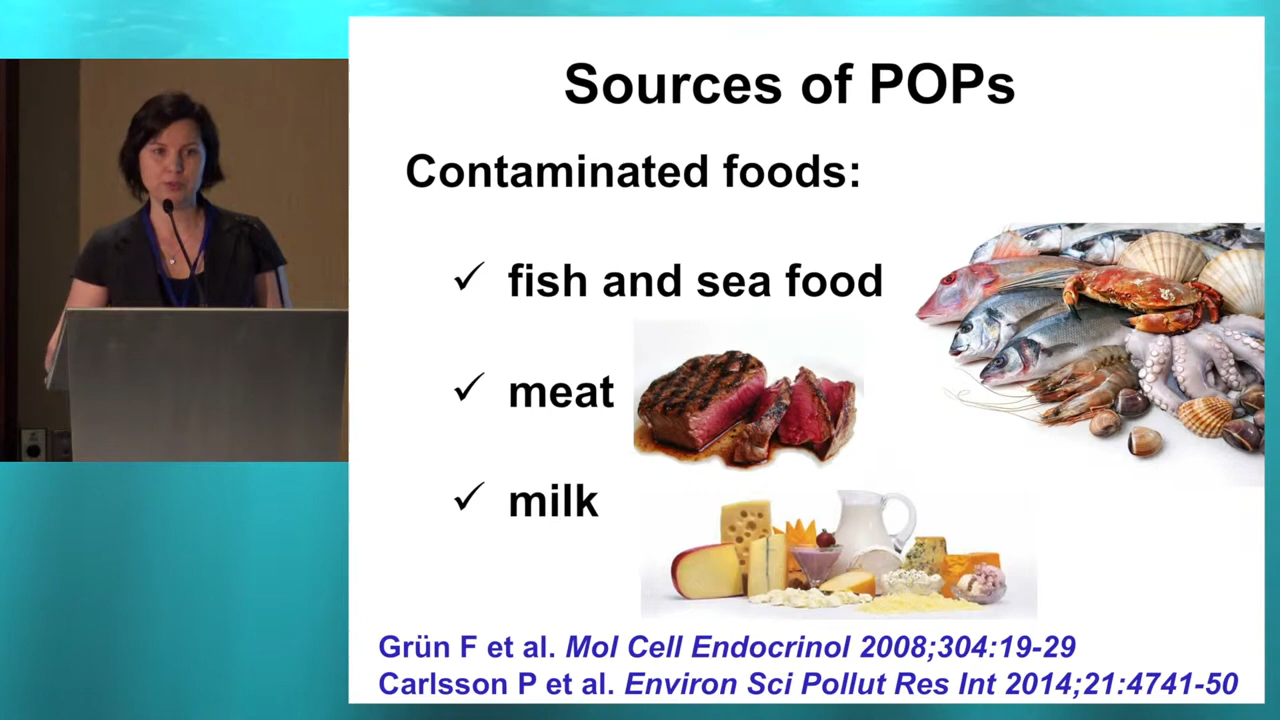 Sources of POPs
Contaminated foods:
✓ fish and sea food
✓ meat
✓ milk
Grün F et al. Mol Cell Endocrinol 2008;304:19-29
Carlsson P et al. Environ Sci Pollut Res Int 2014;21:4741-50